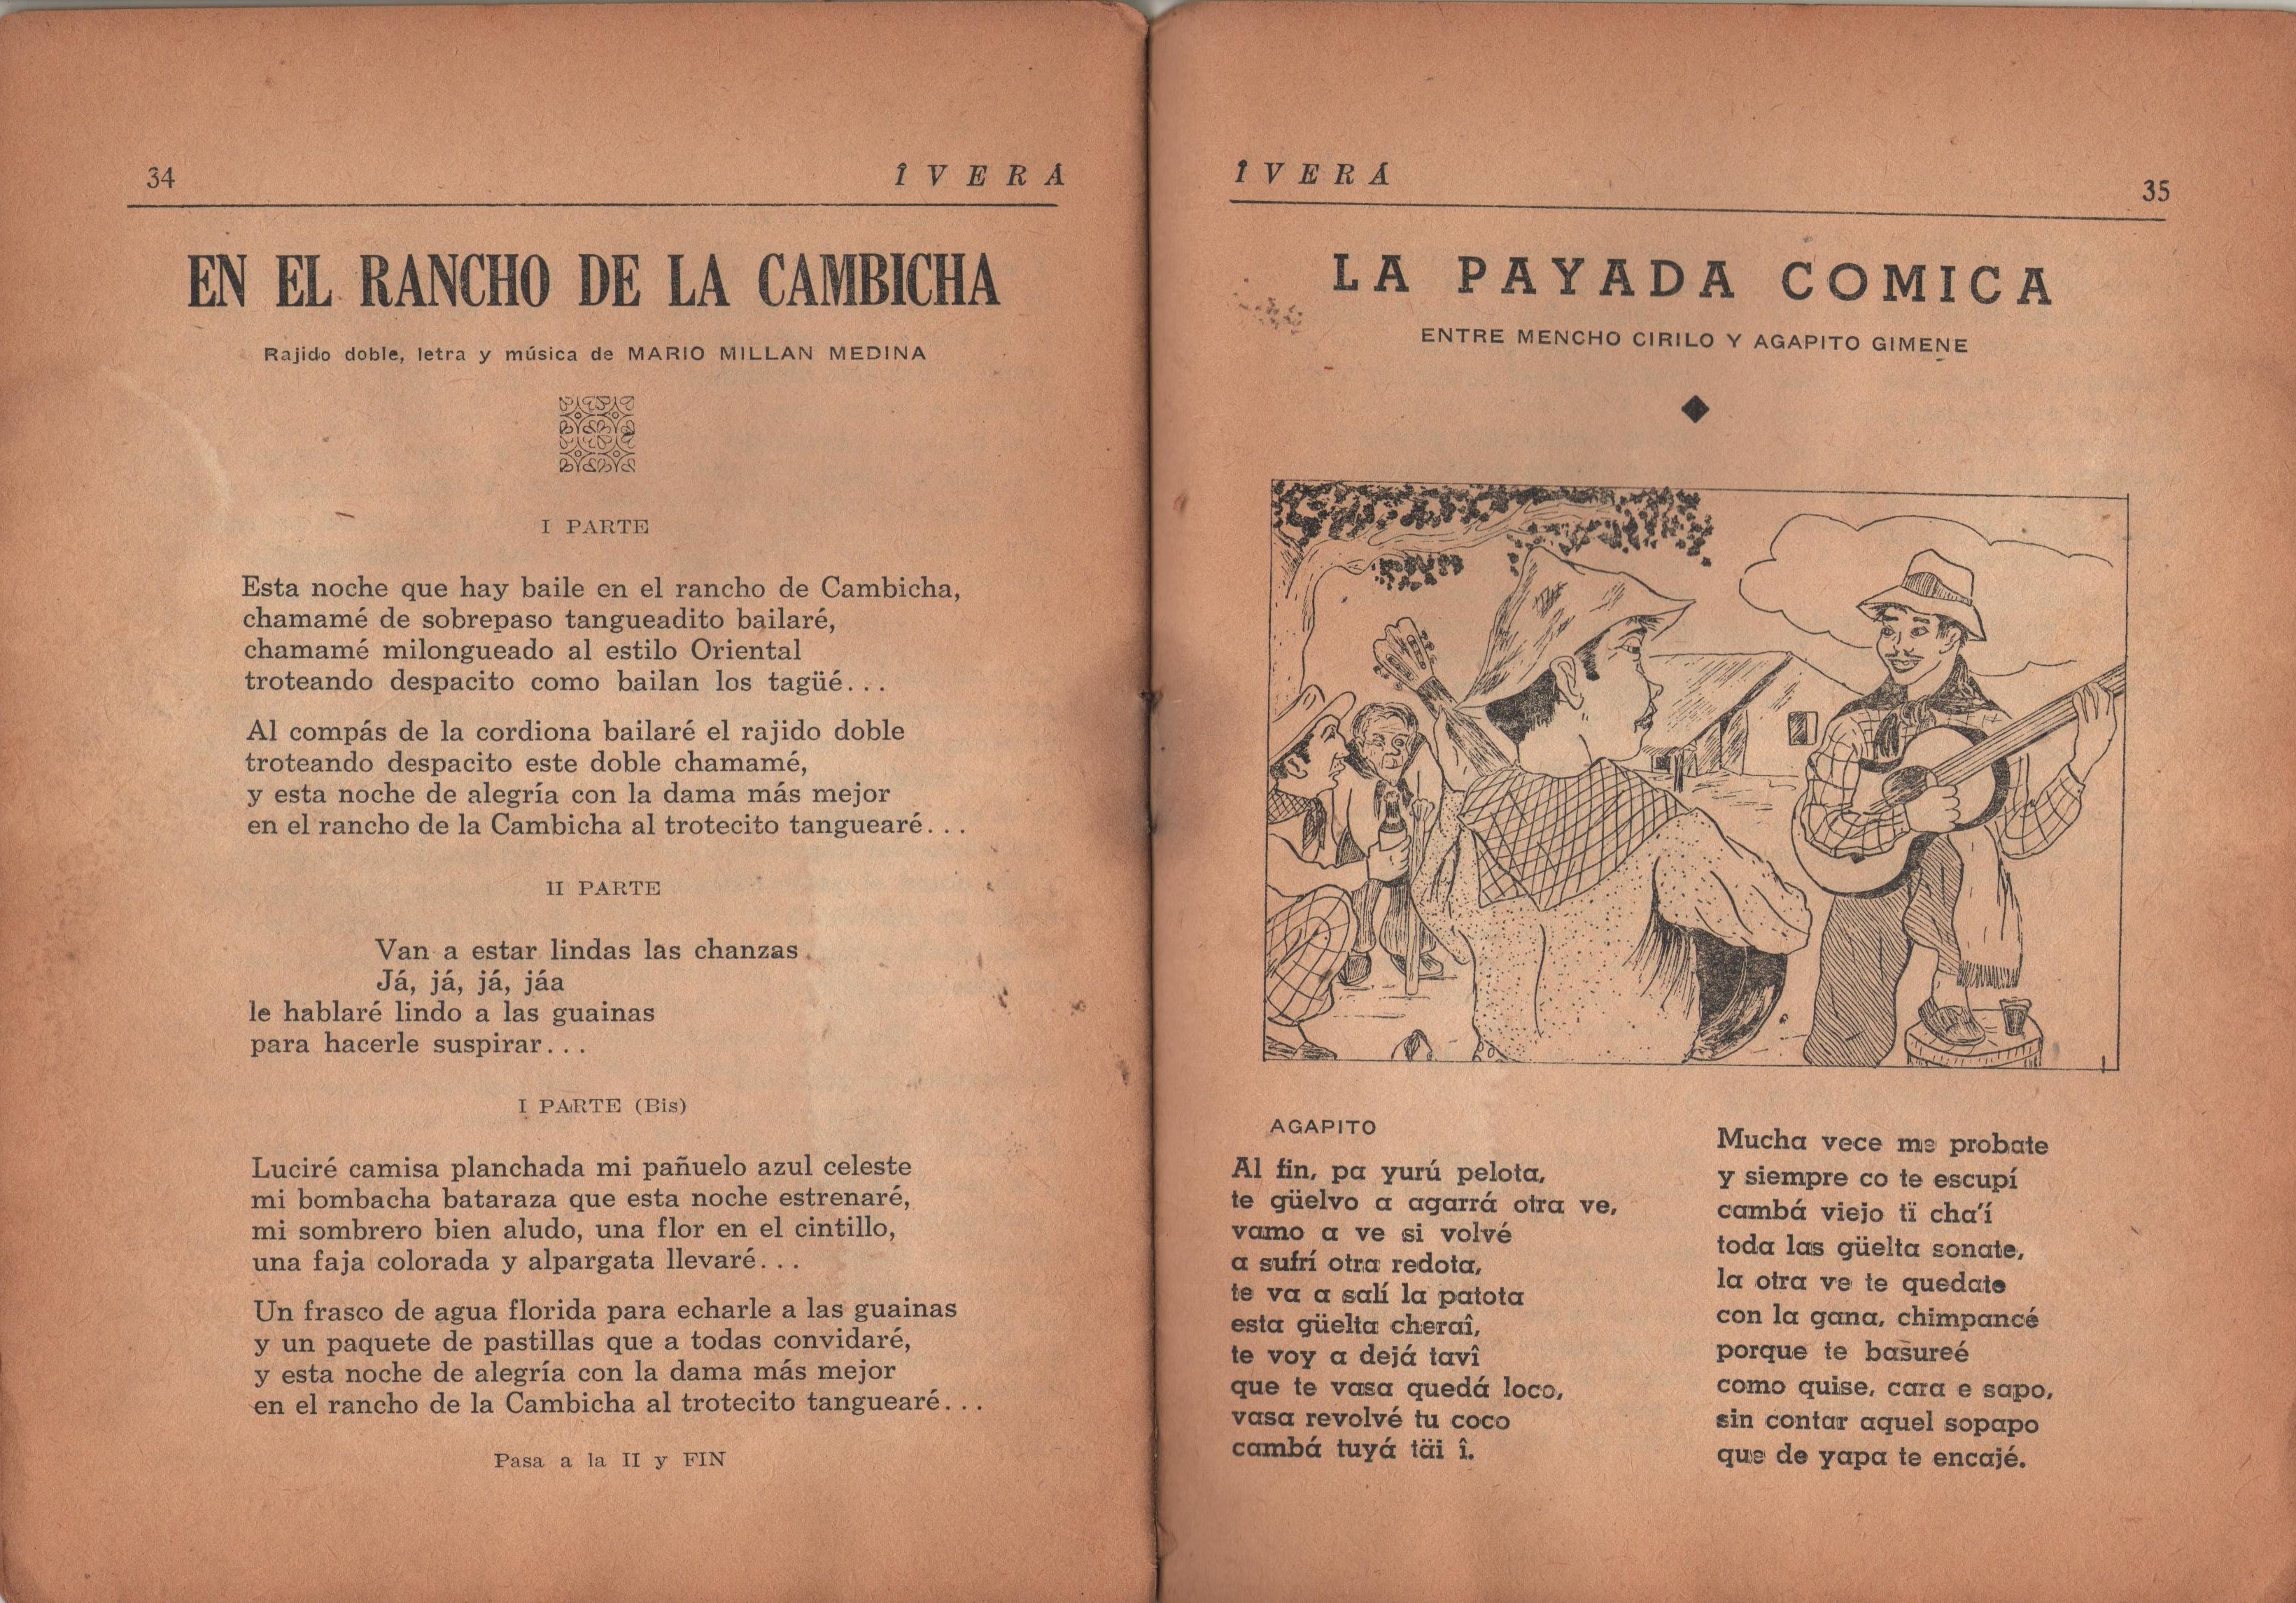 34
Î V E R Á
EN EL RANCHO DE LA CAMBICHA
Rajido doble, letra y música de MARIO MILLAN MEDINA
I PARTE
Esta noche que hay baile en el rancho de Cambicha,
chamamé de sobrepaso tangueadito bailaré,
chamamé milongueado al estilo Oriental
troteando despacito como bailan los tagüé...
Al compás de la cordiona bailaré el rajido doble
troteando despacito este doble chamamé,
y esta noche de alegría con la dama más mejor
en el rancho de la Cambicha al trotecito tanguearé...
II PARTE
Van a estar lindas las chanzas
Já, já, já, jáa
le hablaré lindo a las guainas
para hacerle suspirar...
I PARTE (Bis)
Luciré camisa planchada mi pañuelo azul celeste
mi bombacha bataraza que esta noche estrenaré,
mi sombrero bien aludo, una flor en el cintillo,
una faja colorada y alpargata llevaré...
Un frasco de agua florida para echarle a las guainas
y un paquete de pastillas que a todas convidaré,
y esta noche de alegría con la dama más mejor
en el rancho de la Cambicha al trotecito tanguearé...
Pasa a la II y FIN
Î V E R Á
35
LA PAYADA COMICA
ENTRE MENCHO CIRILO Y AGAPITO GIMENE
AGAPITO
Al fin, pa yurú pelota,
te güelvo a agarrá otra ve,
vamo a ve si volvé
a sufrí otra redota,
te va a salí la patota
esta güelta cheraî,
te voy a dejá tavî
que te vasa quedá loco,
vasa revolvé tu coco
cambá tuyá täi î.
Mucha vece me probate
y siempre co te escupí
cambá viejo tï cha'í
toda las güelta sonate,
la otra ve te quedate
con la gana, chimpancé
porque te basureé
como quise, cara e sapo,
sin contar aquel sopapo
que de yapa te encajé.